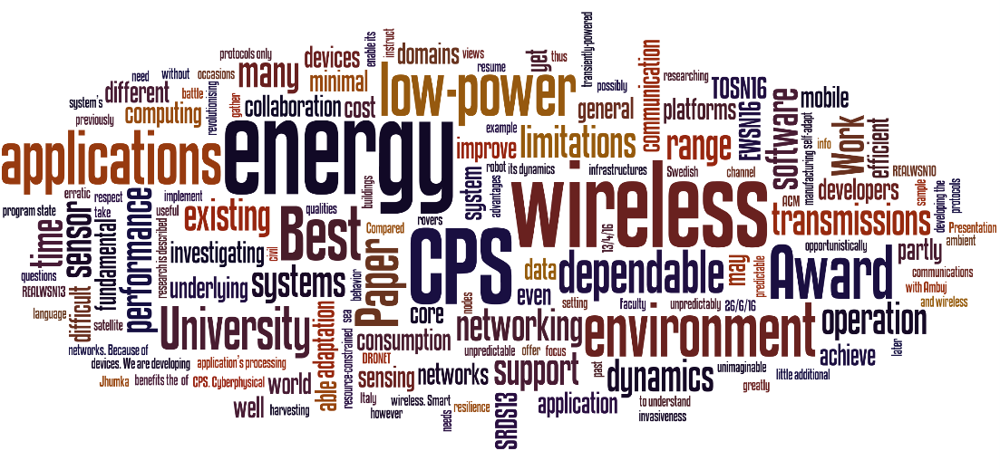 protocols only
many
devices
enable its
instruct
domains
views
resume
yet
thus
transiently-powered
possibly
communication
researching
need
without
occasions
system's
different
battle
revolutionising
gather
minimal
low-power
TOSN16
EWSN16
previously
computing
collaboration
cost
general
platforms
software
mobile
applications
energy
example
improve
limitations
range
manufacturing
self-adapt
info
work
efficient
robot
its dynamics
infrastructures
Swedish
channel
REALWSN10
erratic
respect
implement
buildings
system
advantages
wireless
ACM
developers
sample
developing the
protocols
program state
take
useful
existing
qualities
Best
Compared
rovers
13/4/16
transmissions
Presentation
ambient
time
sensor
fundamental
performance
research is described
investigating
civil
Paper
CPS
opportunistically
partly
questions
REALWSN13
underlying
systems
behavior
data
dependable
may
predictable
Award
communications
with Ambuj
language
difficult
satellite
University
core
nodes
even
setting
faculty
unpredictably
26/6/16
and wireless
able
adaptation
resource-constrained
sea
networking
environment
operation
networks. Because of
consumption
unpredictable
offer
focus
achieve
later
devices. We are developing
application's processing
DRONET
Jhumka
benefits the of
CPS. Cyberphysical
world
sensing
networks
support
past
dynamics
unimaginable
little additional
greatly
well
harvesting
Italy
however
wireless. Smart
needs
resilience
SRDS13
application
to understand
invasiveness